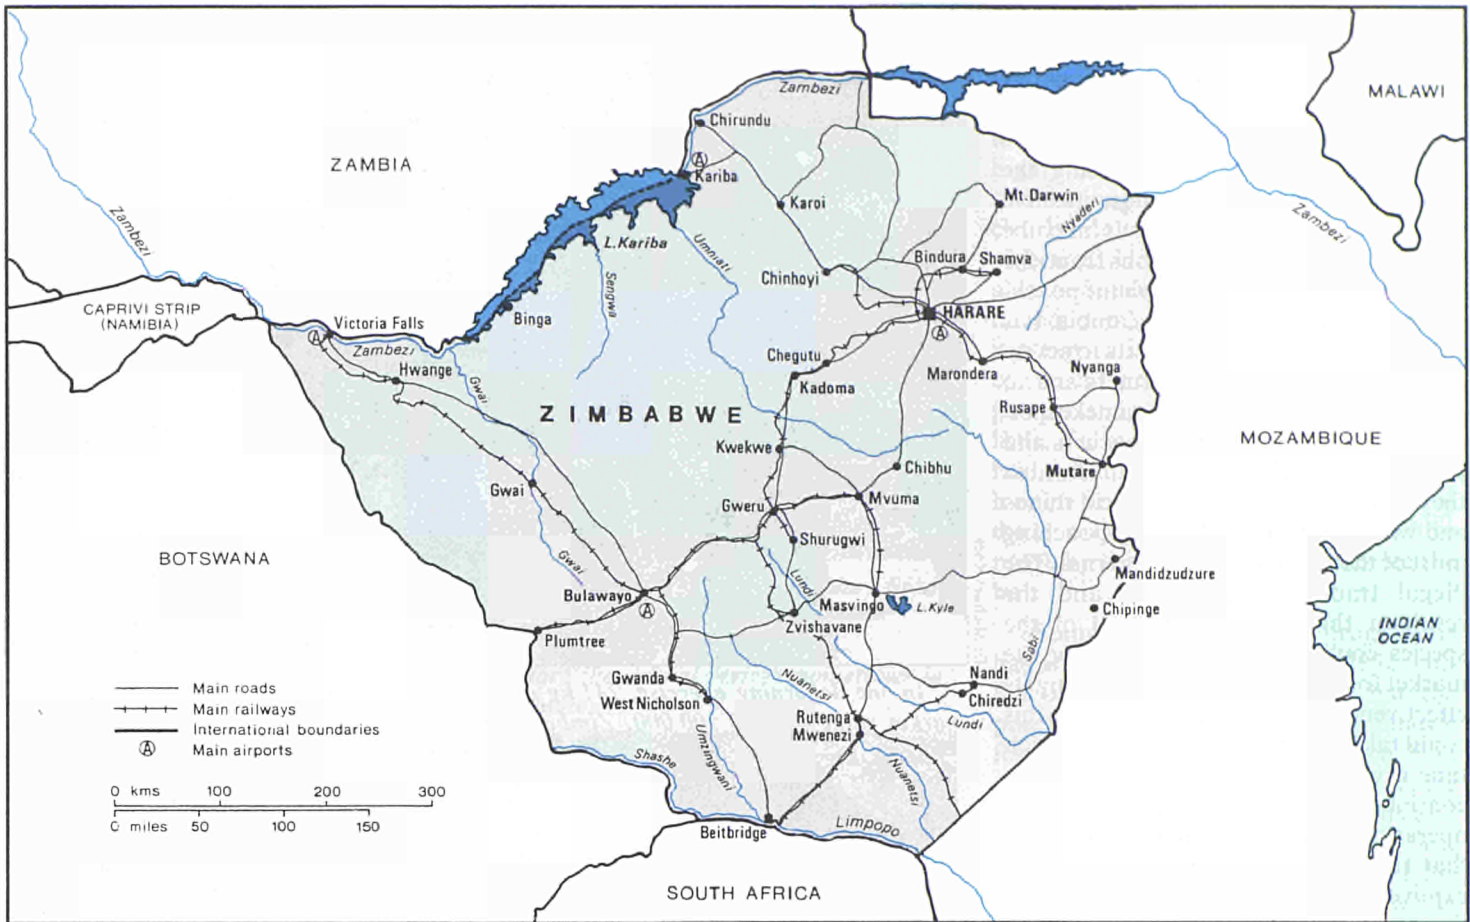 MALAWI
Zambezi
Chirundu
ZAMBIA
Kariba
Karoi
Mt. Darwin
Nyaderi
Zambezi
Zambezi
L. Kariba
Umniati
Sengwa
Bindura
Shamva
Chinhoyi
CAPRIVI STRIP
(NAMIBIA)
Victoria Falls
Binga
HARARE
Zambezi
Hwange
Gwai
Chegutu
Kadoma
Marondera
Nyanga
Rusape
ZIMBABWE
MOZAMBIQUE
Kwekwe
Chibhu
Mutare
Gwai
Gweru
Mvuma
Shurugwi
BOTSWANA
Gwai
Lundi
Mandidzudzure
Bulawayo
Masvingo
L. Kyle
Chipinge
Zvishavane
Plumtree
INDIAN
OCEAN
Sabi
Gwanda
Nuanetsi
Nandi
Chiredzi
West Nicholson
Rutenga
Mwenezi
Lundi
Shashe
Umzingwani
Nuanetsi
Beitbridge
Limpopo
SOUTH AFRICA
Main roads
Main railways
International boundaries
A Main airports
0 kms 100 200 300
0 miles 50 100 150